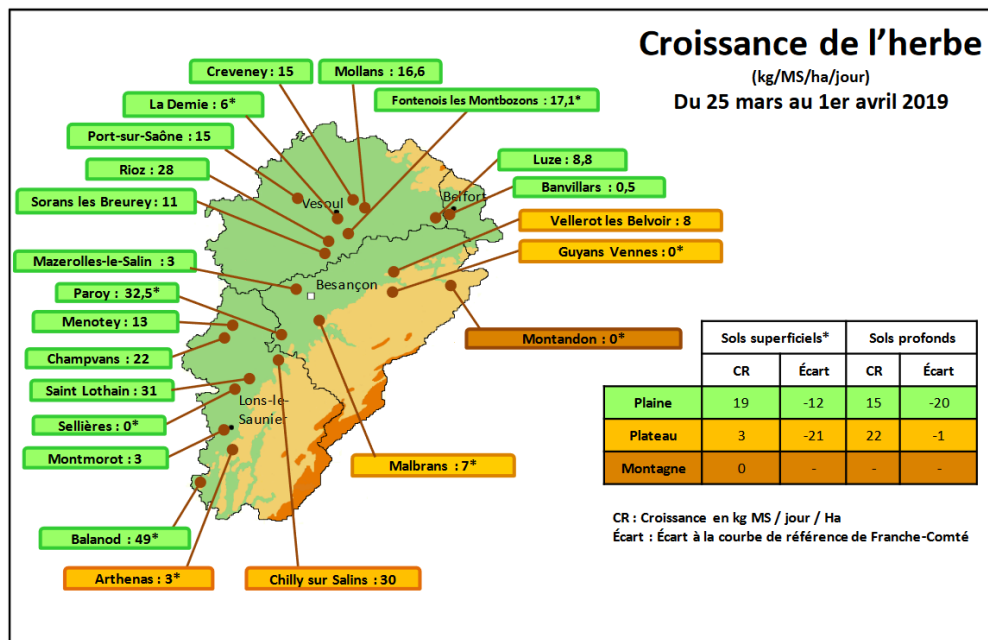 Croissance de l'herbe
(kg/MS/ha/jour)
Du 25 mars au 1er avril 2019
Creveney : 15
Mollans : 16,6
La Demie : 6*
Fontenois les Montbozons : 17,1*
Port-sur-Saône : 15
Rioz : 28
Sorans les Breurey : 11
Luze : 8,8
Banvillars : 0,5
Vesoul
Belfort
Vellerot les Belvoir : 8
Guyans Vennes : 0*
Mazerolles-le-Salin : 3
Besançon
Paroy : 32,5*
Menotey : 13
Champvans : 22
Montandon : 0*
Saint Lothain : 31
Lons-le-
Saunier
Sellières : 0*
Montmorot : 3
Malbrans : 7*
Balanod : 49*
Arthenas : 3*
Chilly sur Salins : 30
Sols superficiels* Sols profonds
CR Écart CR Écart
Plaine 19 -12 15 -20
Plateau 3 -21 22 -1
Montagne 0 - - -
CR : Croissance en kg MS / jour / Ha
Écart : Écart à la courbe de référence de Franche-Comté